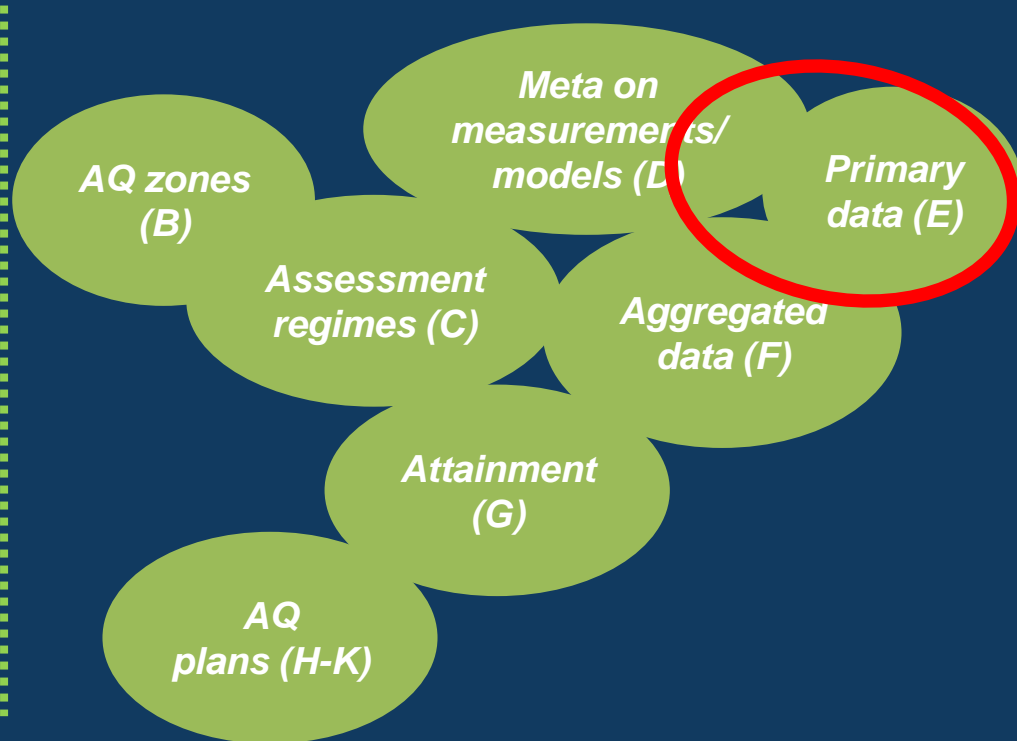 Meta on
measurements/
models (D)
AQ zones
(B)
Primary
data (E)
Assessment
regimes (C)
Aggregated
data (F)
Attainment
(G)
AQ
plans (H-K)